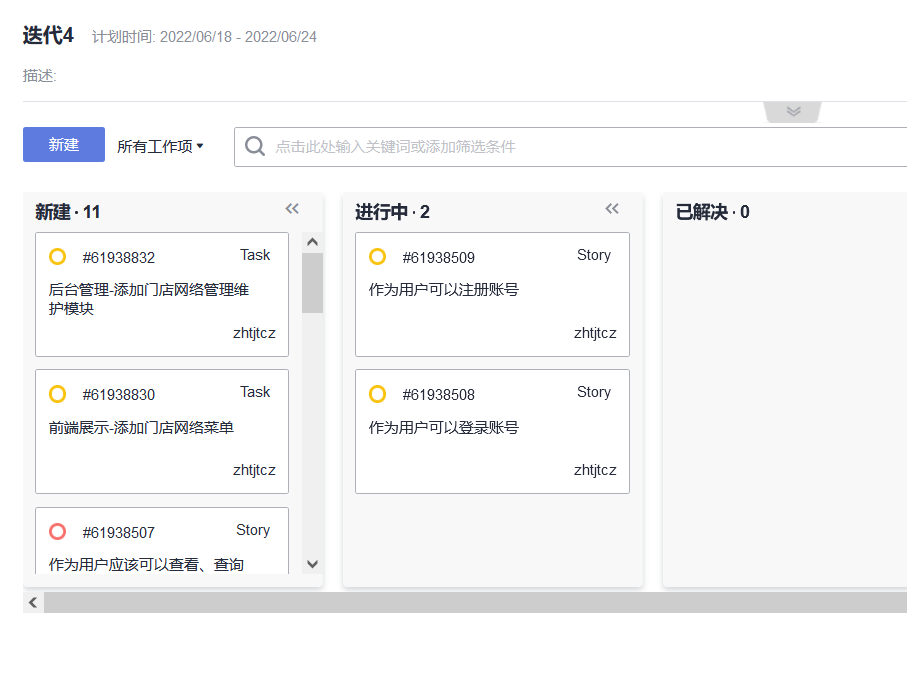 迭代4 计划时间: 2022/06/18 - 2022/06/24
描述:
新建 所有工作项 点击此处输入关键词或添加筛选条件
新建 · 11
#61938832 Task
后台管理-添加门店网络管理维
护模块
zhtjtcz
#61938830 Task
前端展示-添加门店网络菜单
zhtjtcz
#61938507 Story
作为用户应该可以查看、查询
进行中 · 2
#61938509 Story
作为用户可以注册账号
zhtjtcz
#61938508 Story
作为用户可以登录账号
zhtjtcz
已解决 · 0